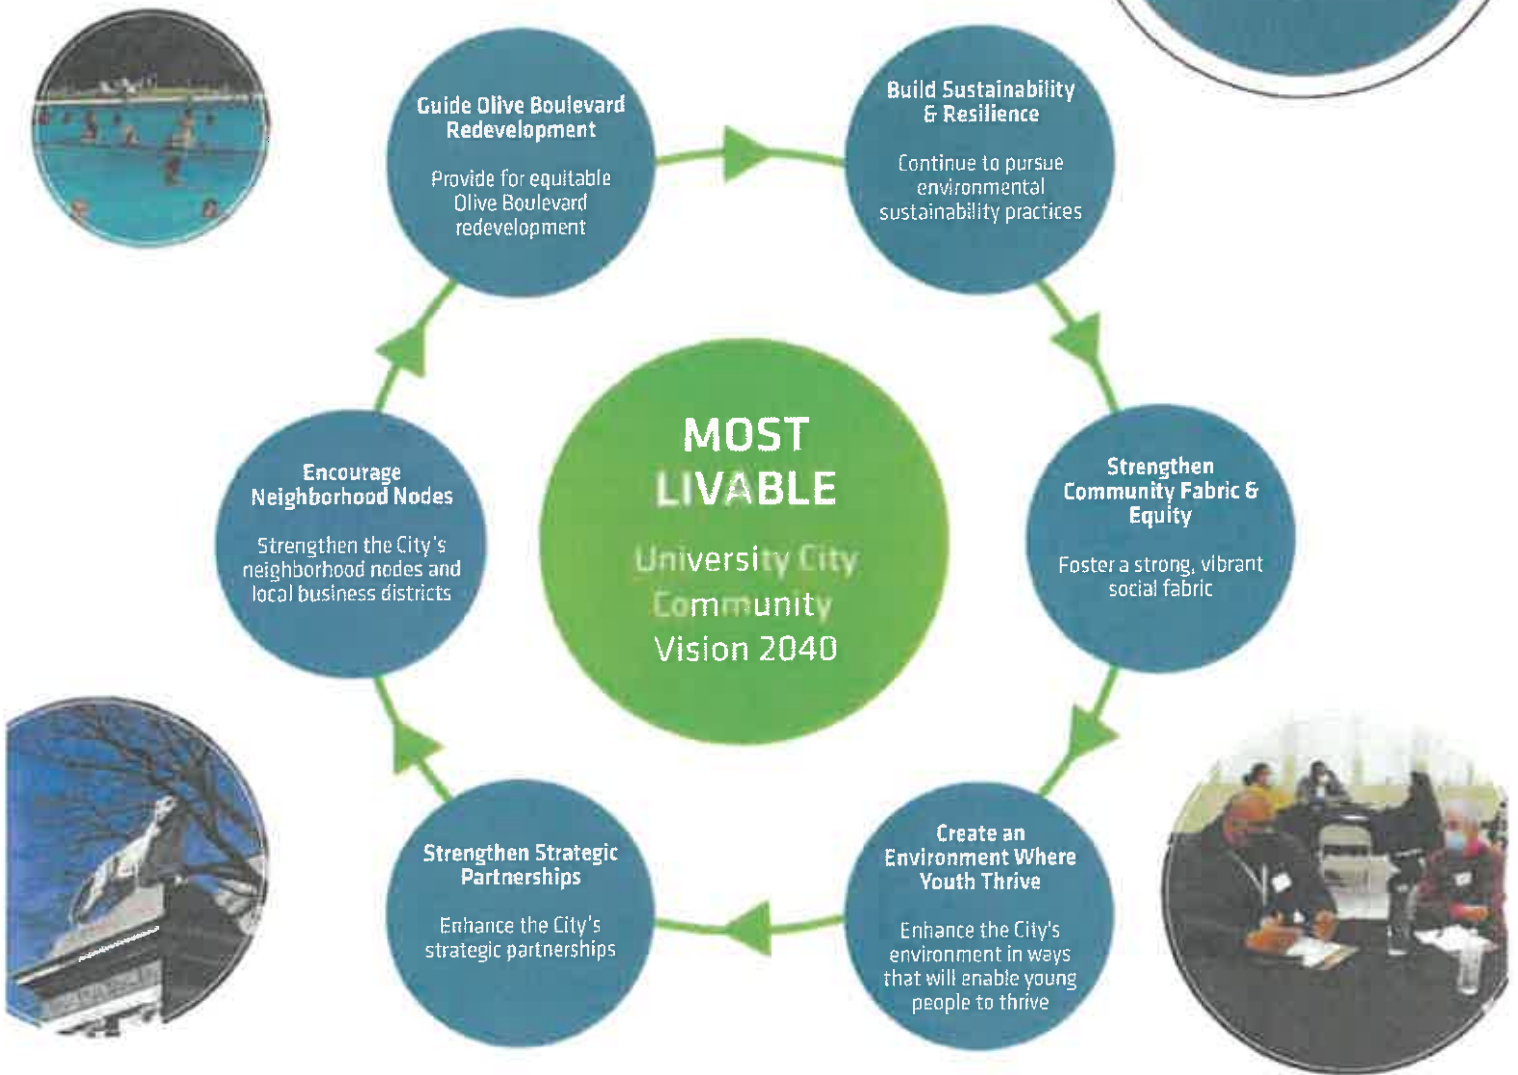 Guide Olive Boulevard
Redevelopment
Provide for equitable
Olive Boulevard
redevelopment
Build Sustainability
& Resilience
Continue to pursue
environmental
sustainability practices
Strengthen
Community Fabric &
Equity
Foster a strong, vibrant
social fabric
Create an
Environment Where
Youth Thrive
Enhance the City's
environment in ways
that will enable young
people to thrive
Strengthen Strategic
Partnerships
Enhance the City's
strategic partnerships
Encourage
Neighborhood Nodes
Strengthen the City's
neighborhood nodes and
local business districts
MOST
LIVABLE
University City
Community
Vision 2040